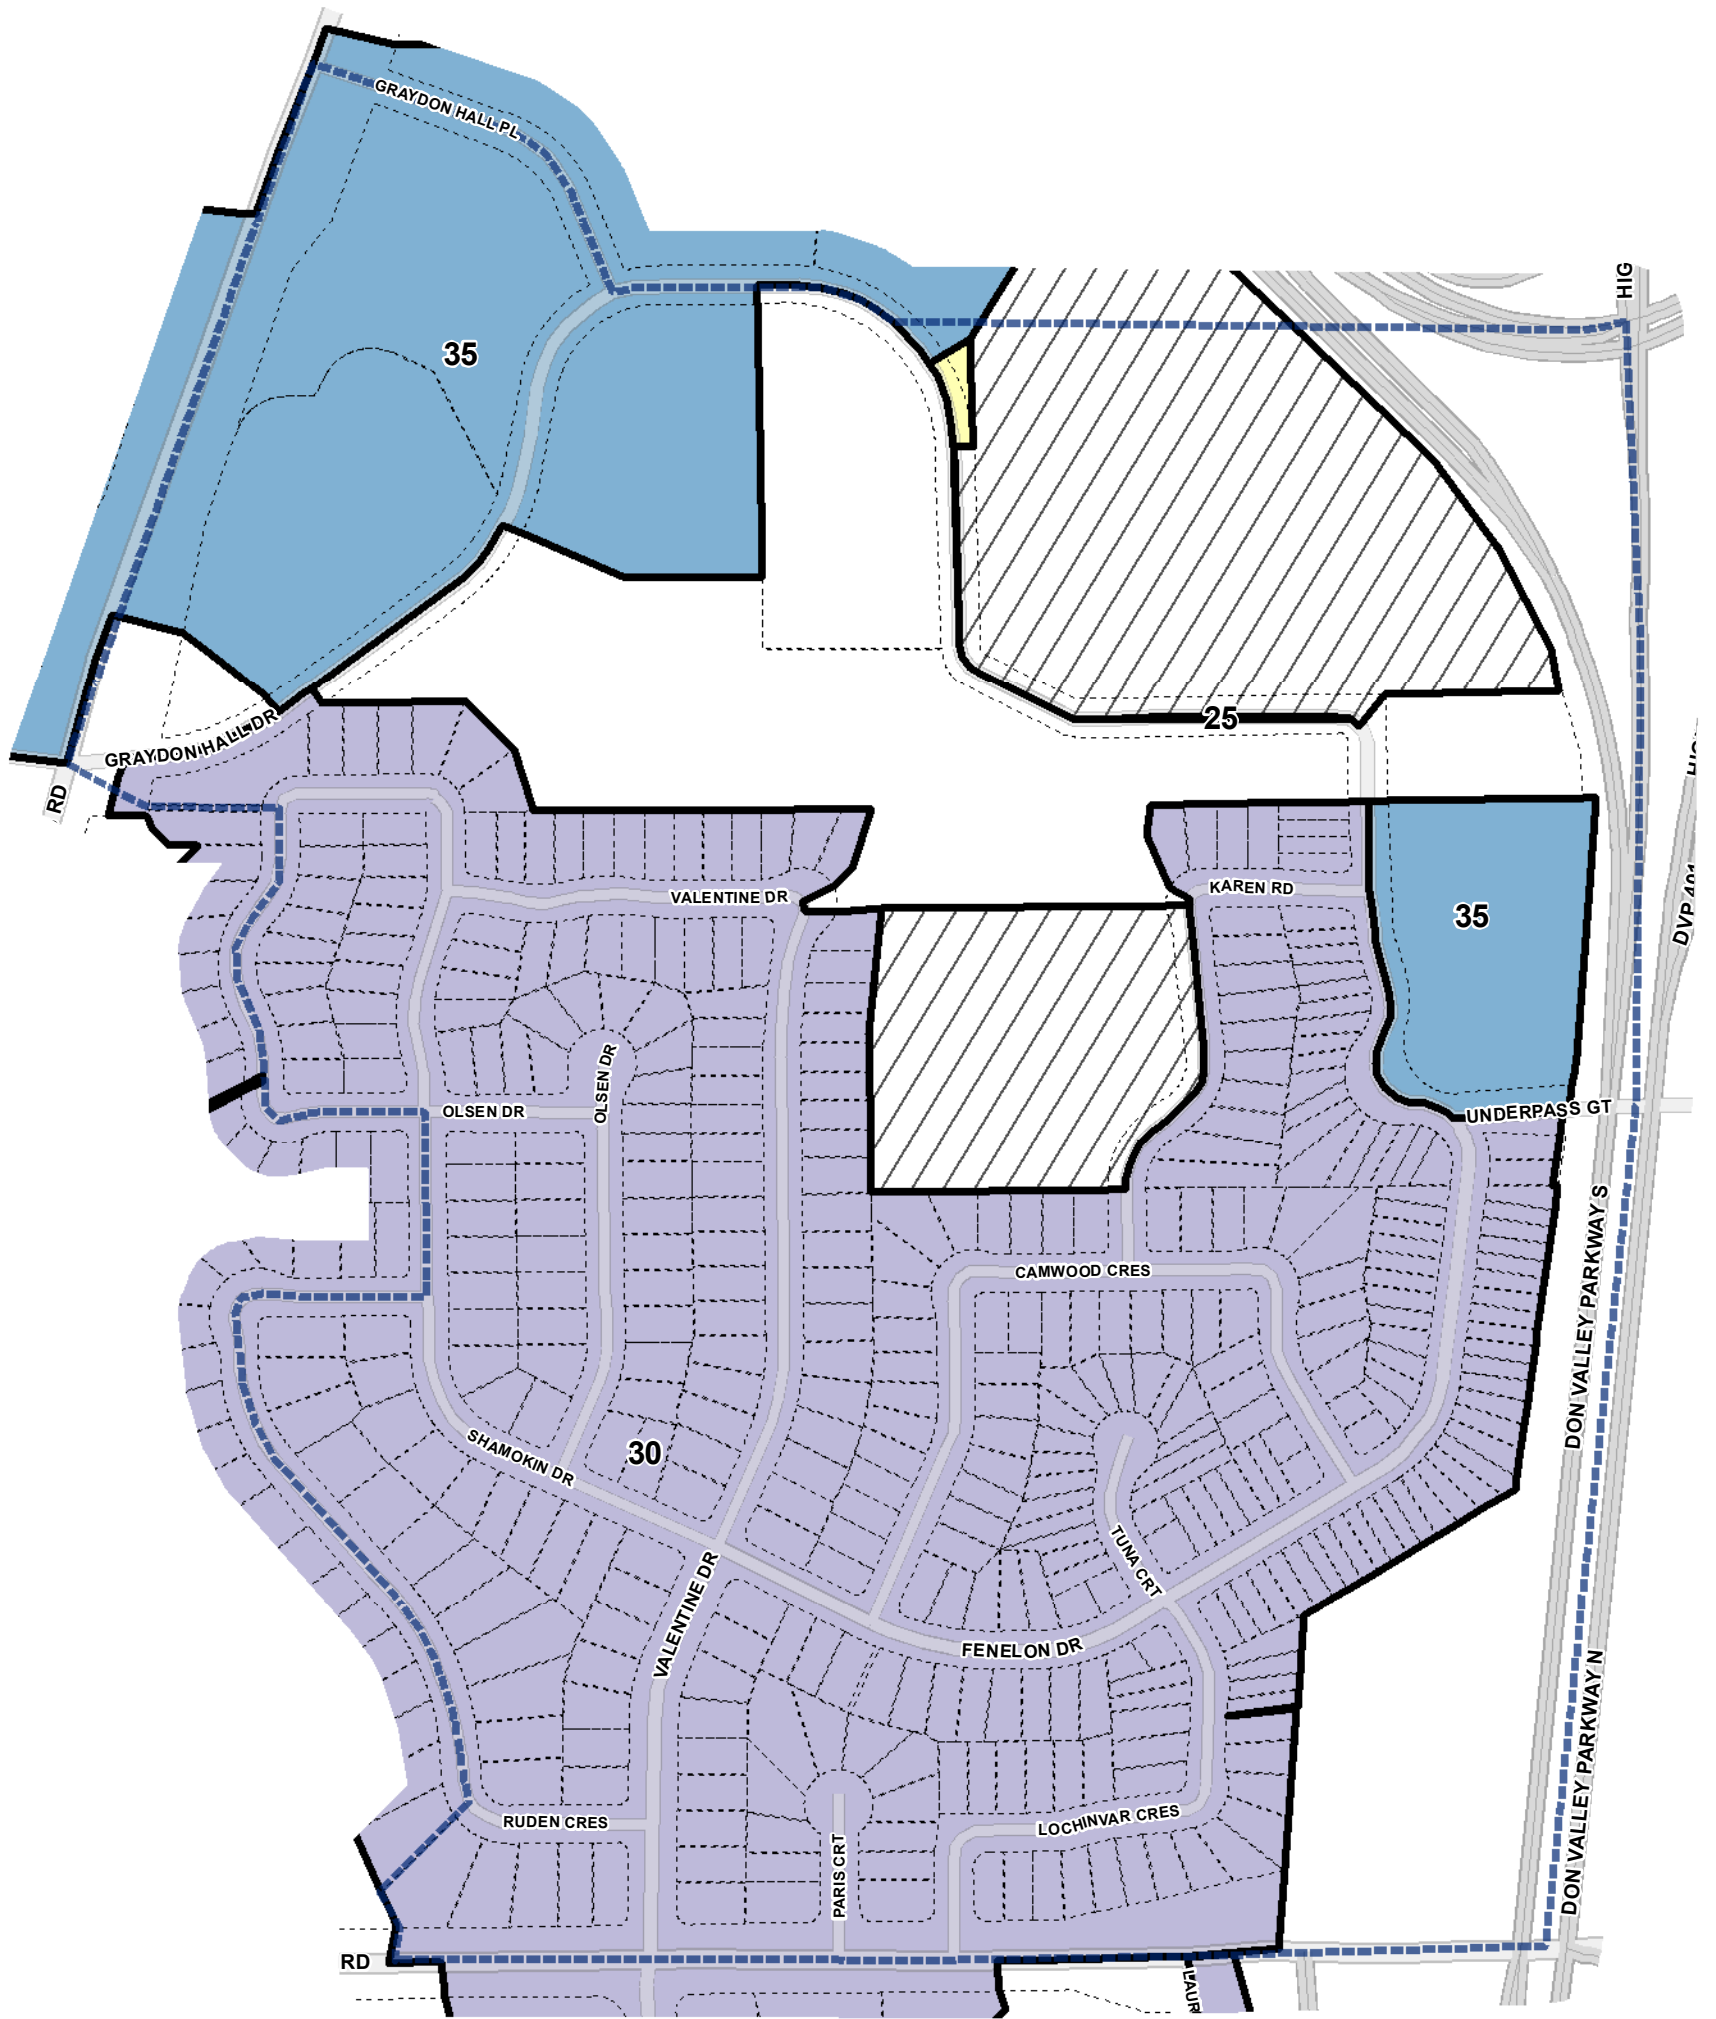 GRAYDON HALL PL
HIG
35
25
GRAYDON HALL DR
RD
VALENTINE DR
KAREN RD
35
DVP 401
OLSEN DR
OLSEN DR
UNDERPASS GT
DON VALLEY PARKWAY S
CAMWOOD CRES
SHAMOKIN DR
30
TUNA CRT
VALENTINE DR
FENELON DR
DON VALLEY PARKWAY N
RUDEN CRES
LOCHINVAR CRES
PARIS CRT
RD
LAUR